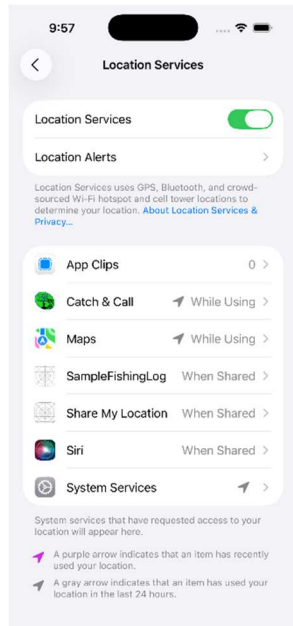 9:57
Location Services
Location Services
Location Alerts
Location Services uses GPS, Bluetooth, and crowd-
sourced Wi-Fi hotspot and cell tower locations to
determine your location. About Location Services &
Privacy...
App Clips 0
Catch & Call While Using
Maps While Using
SampleFishingLog When Shared
Share My Location When Shared
Siri When Shared
System Services
System services that have requested access to your
location will appear here.
A purple arrow indicates that an item has recently
used your location.
A gray arrow indicates that an item has used your
location in the last 24 hours.